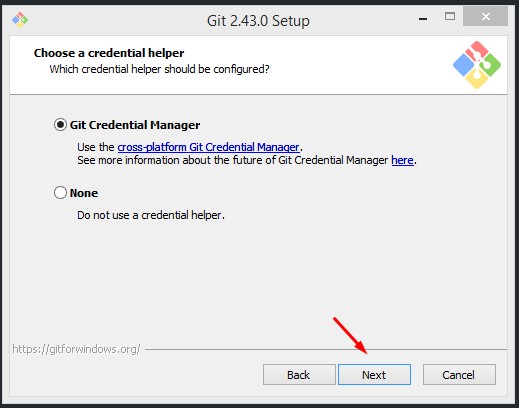 Git 2.43.0 Setup
Choose a credential helper
Which credential helper should be configured?
Git Credential Manager
Use the cross-platform Git Credential Manager.
See more information about the future of Git Credential Manager here.
None
Do not use a credential helper.
https://gitforwindows.org/
Back Next Cancel